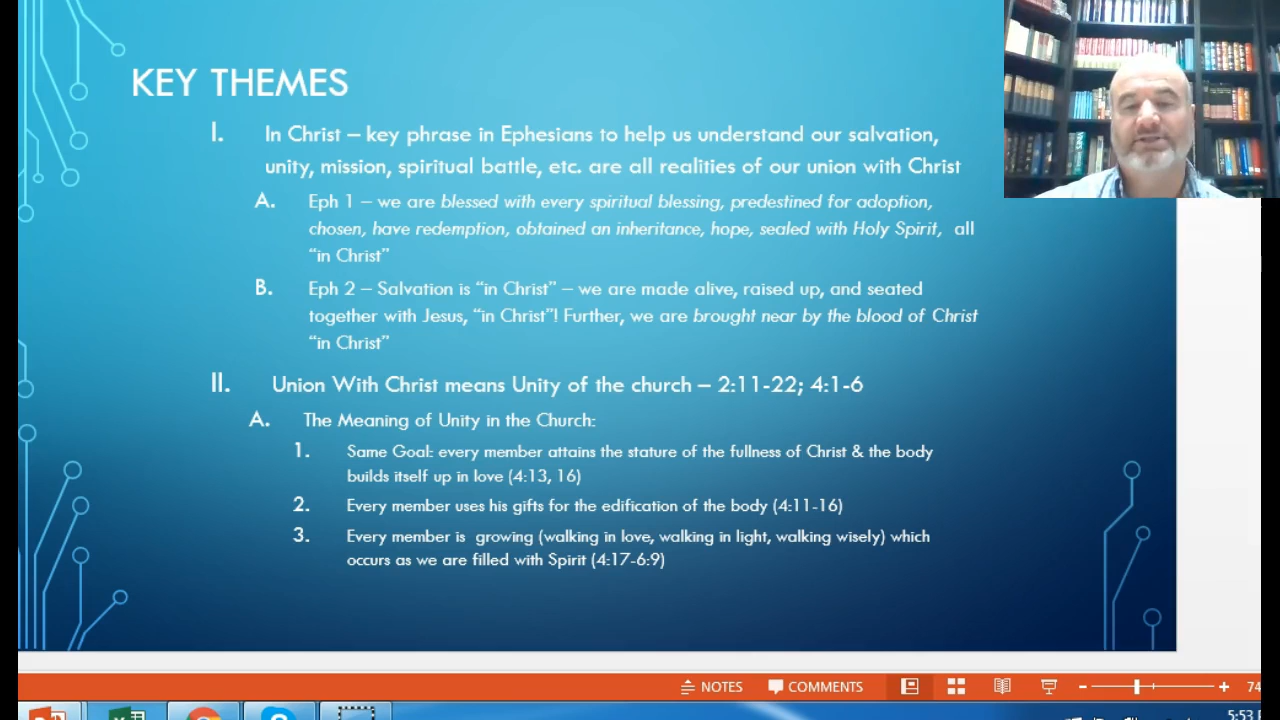 KEY THEMES
I. In Christ – key phrase in Ephesians to help us understand our salvation,
unity, mission, spiritual battle, etc. are all realities of our union with Christ
A. Eph 1 – we are blessed with every spiritual blessing, predestined for adoption,
chosen, have redemption, obtained an inheritance, hope, sealed with Holy Spirit, all
“in Christ”
B. Eph 2 – Salvation is “in Christ” – we are made alive, raised up, and seated
together with Jesus, “in Christ”! Further, we are brought near by the blood of Christ
“in Christ”
II. Union With Christ means Unity of the church – 2:11-22; 4:1-6
A. The Meaning of Unity in the Church:
1. Same Goal: every member attains the stature of the fullness of Christ & the body
builds itself up in love (4:13, 16)
2. Every member uses his gifts for the edification of the body (4:11-16)
3. Every member is growing (walking in love, walking in light, walking wisely) which
occurs as we are filled with Spirit (4:17-6:9)
NOTES COMMENTS 74
5:53